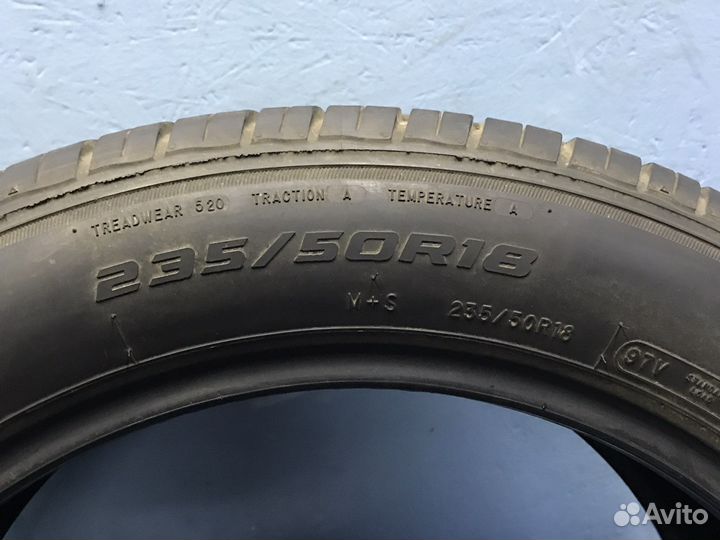 TREADWEAR 520 TRACTION A TEMPERATURE A
235/50R18
M+S 235/50R18 97V
Avito